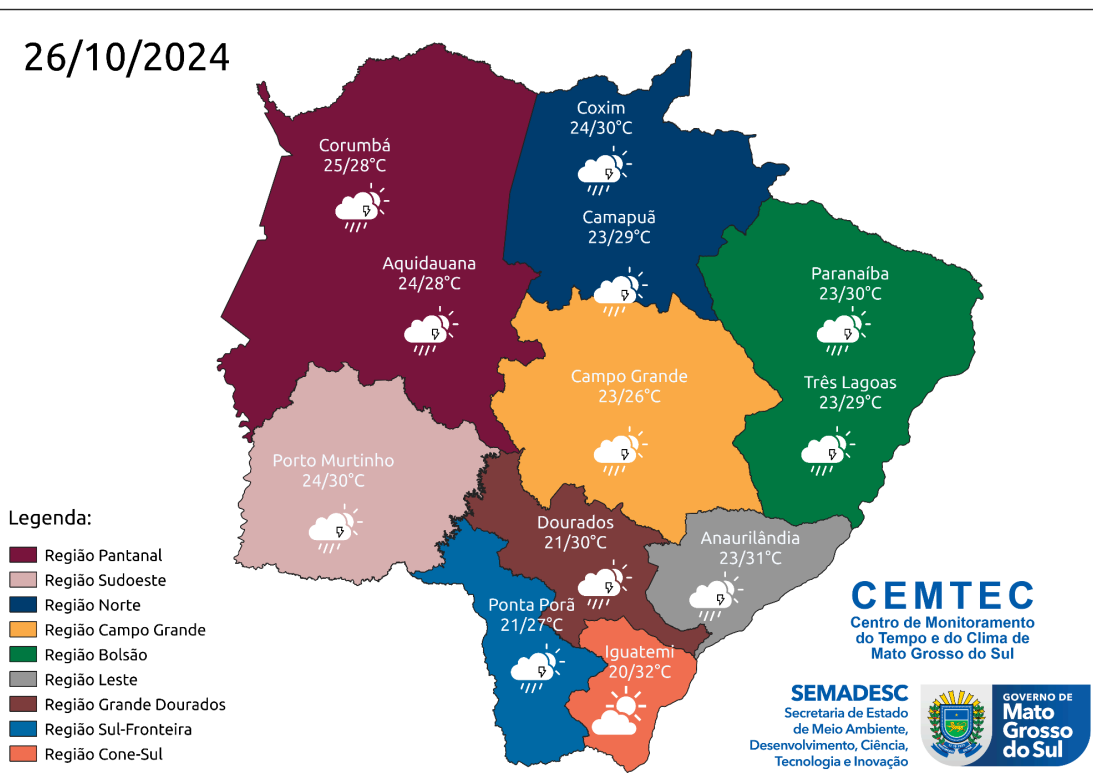 26/10/2024
Coxim
24/30°C
Corumbá
25/28°C
Camapuã
23/29°C
Aquidauana
24/28°C
Paranaíba
23/30°C
Campo Grande
23/26°C
Três Lagoas
23/29°C
Porto Murtinho
24/30°C
Dourados
21/30°C
Anaurilândia
23/31°C
Ponta Porã
21/27°C
Iguatemi
20/32°C
Legenda:
Região Pantanal
Região Sudoeste
Região Norte
Região Campo Grande
Região Bolsão
Região Leste
Região Grande Dourados
Região Sul-Fronteira
Região Cone-Sul
CEMTEC
Centro de Monitoramento
do Tempo e do Clima de
Mato Grosso do Sul
SEMADESC
Secretaria de Estado
de Meio Ambiente,
Desenvolvimento, Ciência,
Tecnologia e Inovação
GOVERNO DE
Mato
Grosso
do Sul